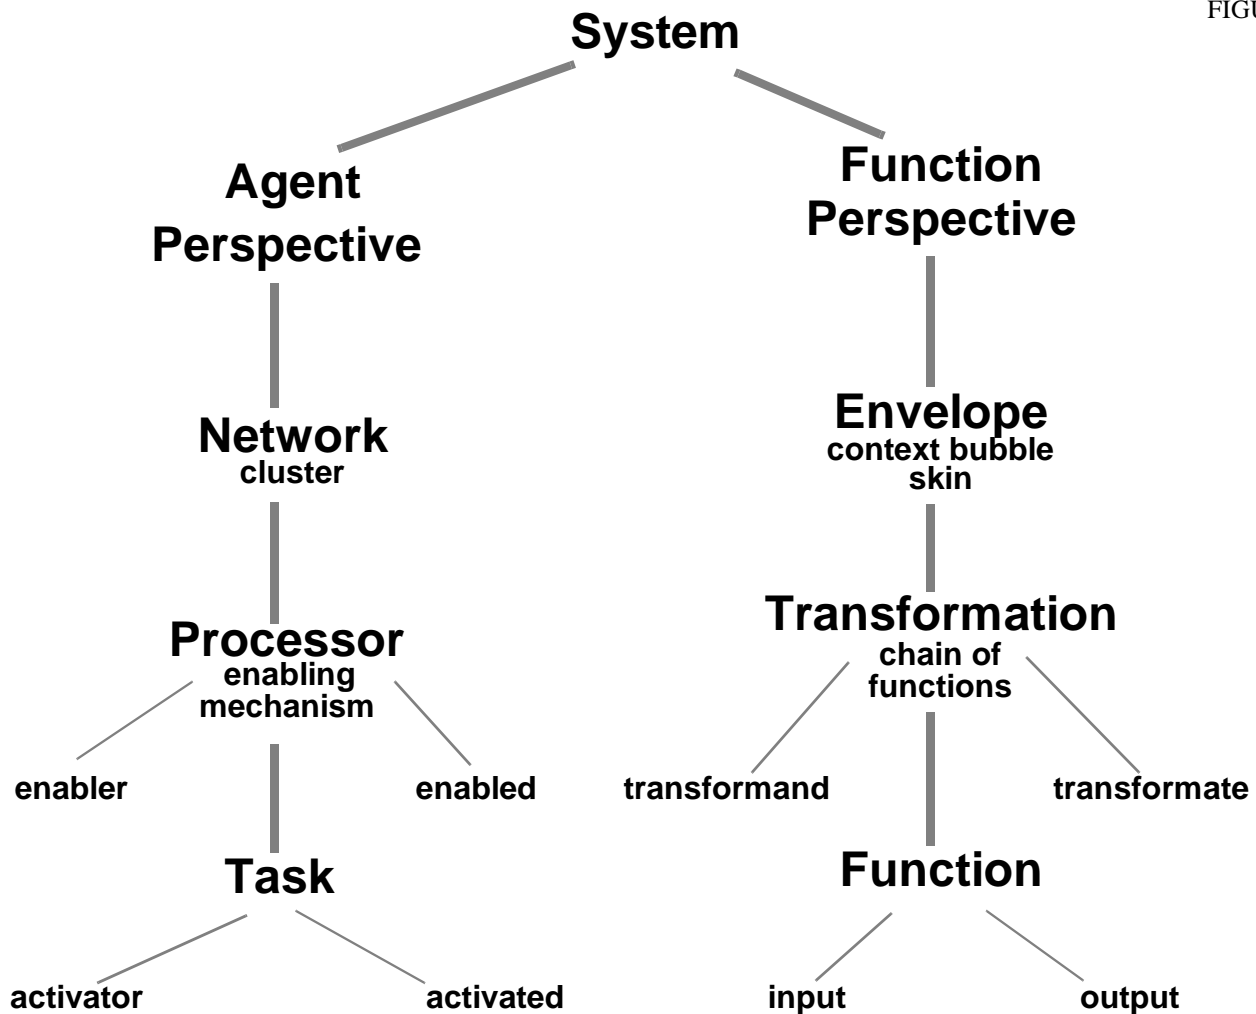 FIGU
System
Agent
Perspective
Function
Perspective
Network
cluster
Envelope
context bubble
skin
Processor
enabling
mechanism
Transformation
chain of
functions
enabler
enabled
transformand
transformate
Task
Function
activator
activated
input
output